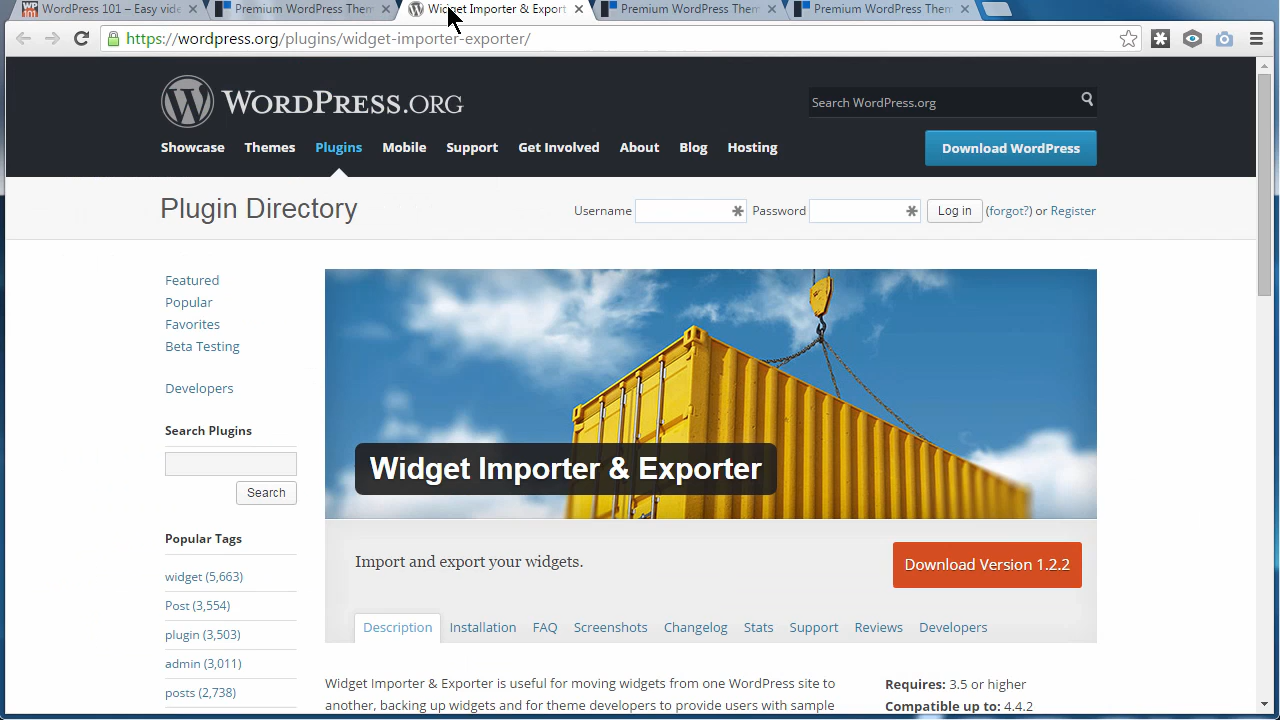 WP 101
WordPress 101 – Easy vide
Premium WordPress Them
Widget Importer & Export
Premium WordPress Them
Premium WordPress Them
https://wordpress.org/plugins/widget-importer-exporter/
WORDPRESS.ORG
Search WordPress.org
Showcase Themes Plugins Mobile Support Get Involved About Blog Hosting
Download WordPress
Plugin Directory
Username Password Log in (forgot?) or Register
Featured
Popular
Favorites
Beta Testing
Developers
Search Plugins
Search
Popular Tags
widget (5,663)
Post (3,554)
plugin (3,503)
admin (3,011)
posts (2,738)
Widget Importer & Exporter
Import and export your widgets.
Download Version 1.2.2
Description Installation FAQ Screenshots Changelog Stats Support Reviews Developers
Widget Importer & Exporter is useful for moving widgets from one WordPress site to
another, backing up widgets and for theme developers to provide users with sample
Requires: 3.5 or higher
Compatible up to: 4.4.2